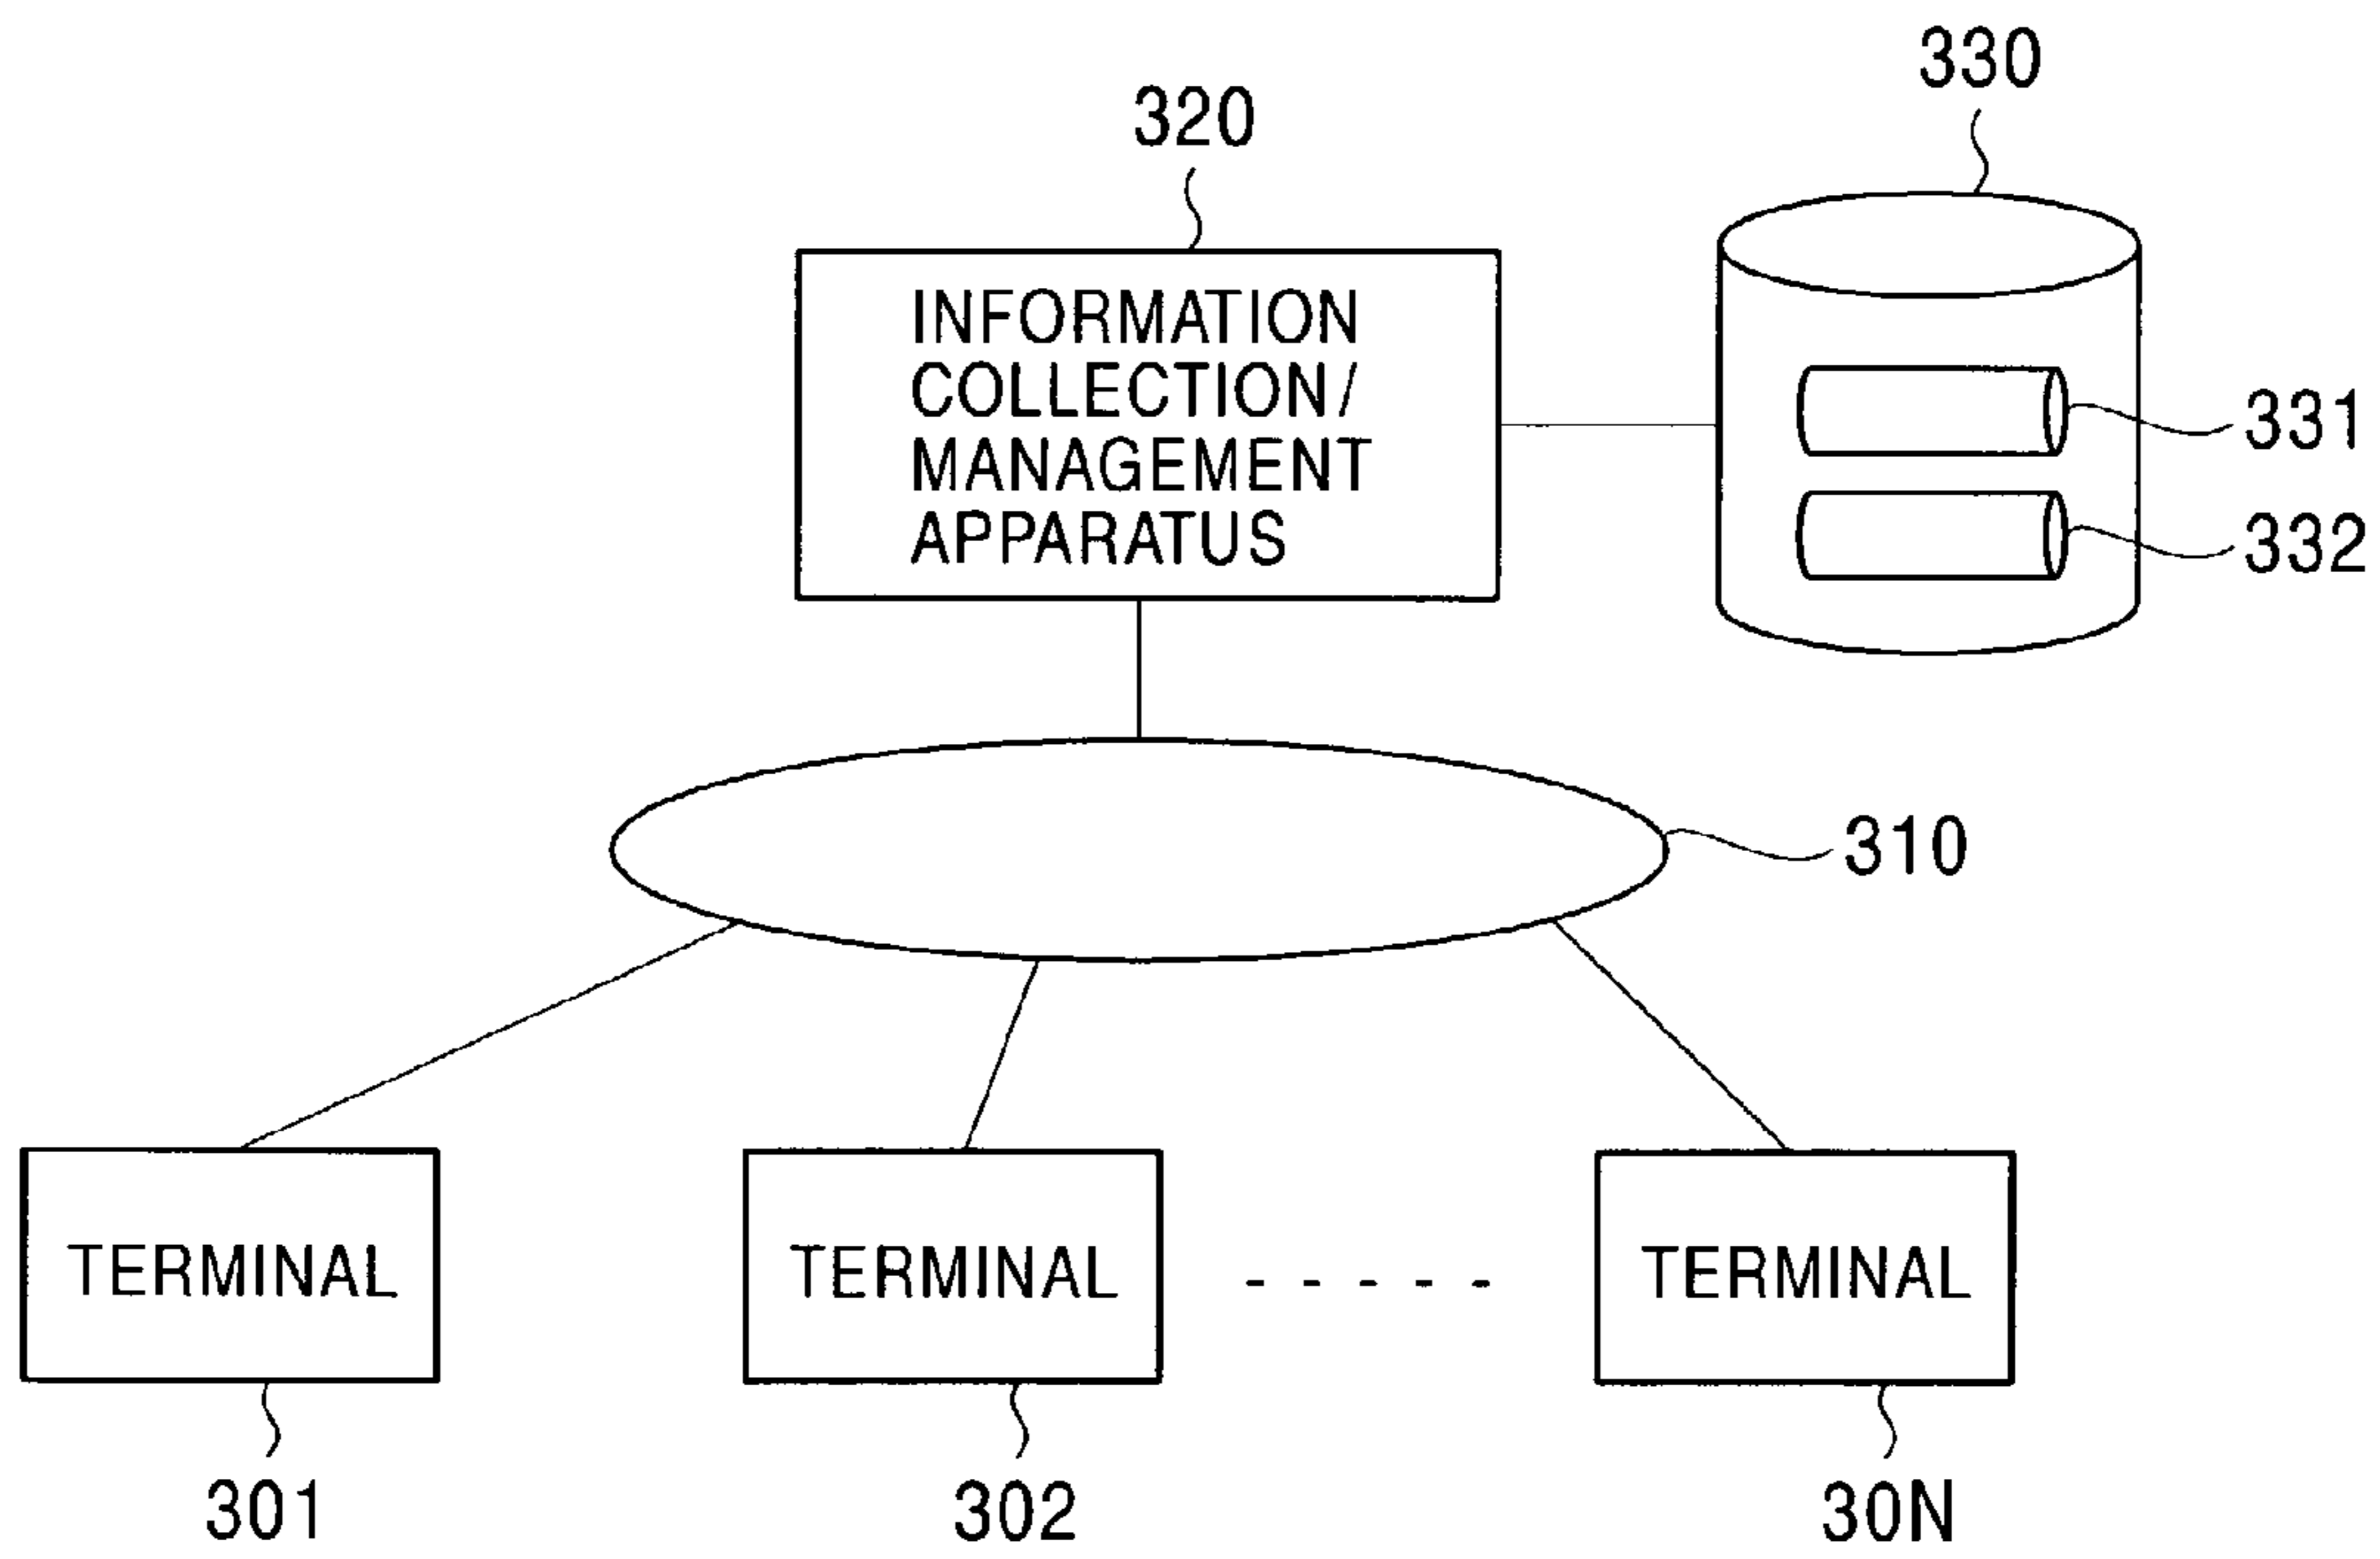 330
320
INFORMATION
COLLECTION/
MANAGEMENT
APPARATUS
331
332
310
TERMINAL
TERMINAL
TERMINAL
301
302
30N